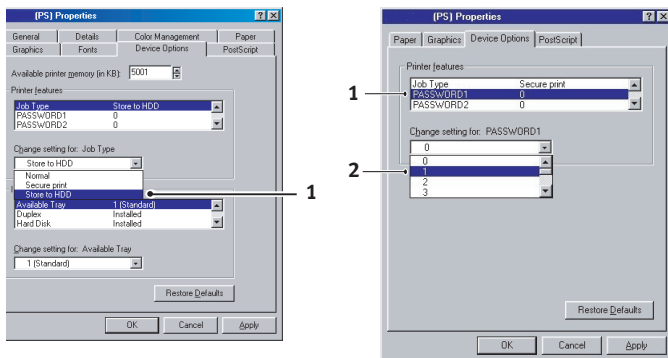 (PS) Properties
General Details Color Management Paper
Graphics Fonts Device Options PostScript
Available printer memory (in KB): 5001
Printer features
Job Type Store to HDD
PASSWORD1 0
PASSWORD2 0
Change setting for: Job Type
Store to HDD
Normal
Secure print
Store to HDD
1
Available Tray 1 (Standard)
Duplex Installed
Hard Disk Installed
Change setting for: Available Tray
1 (Standard)
Restore Defaults
OK Cancel Apply
(PS) Properties
Paper Graphics Device Options PostScript
Printer features
Job Type Secure print
1
PASSWORD1 0
PASSWORD2 0
Change setting for: PASSWORD1
0
0
2
1
2
3
Restore Defaults
OK Cancel Apply